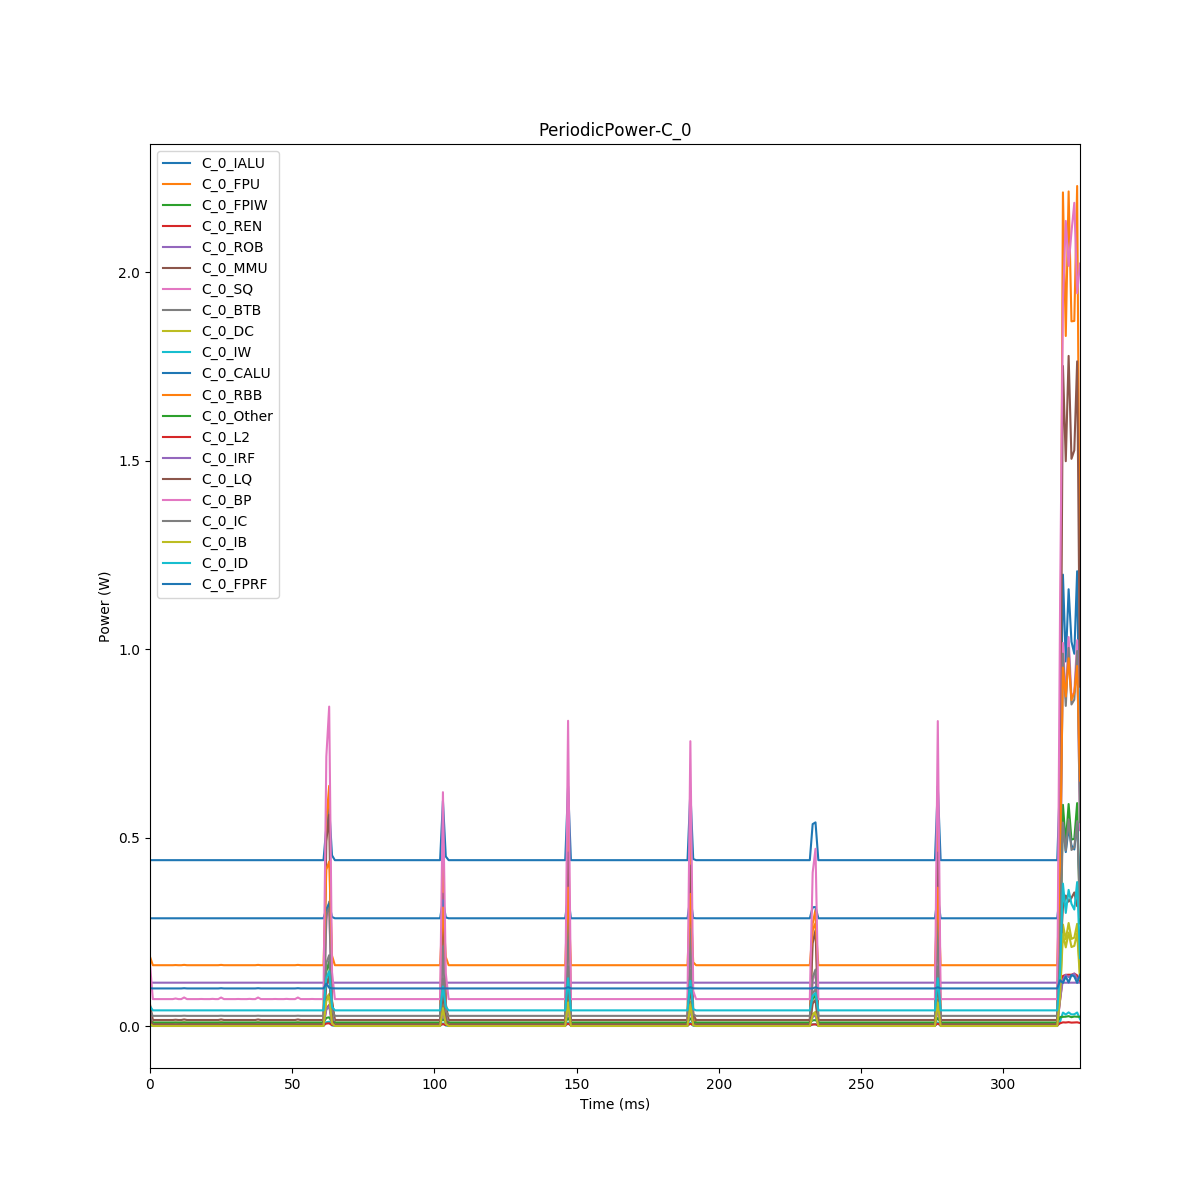 PeriodicPower-C_0
C_0_IALU
C_0_FPU
C_0_FPIW
C_0_REN
C_0_ROB
C_0_MMU
C_0_SQ
C_0_BTB
C_0_DC
C_0_IW
C_0_CALU
C_0_RBB
C_0_Other
C_0_L2
C_0_IRF
C_0_LQ
C_0_BP
C_0_IC
C_0_IB
C_0_ID
C_0_FPRF
2.0
1.5
1.0
0.5
0.0
Power (W)
0 50 100 150 200 250 300
Time (ms)